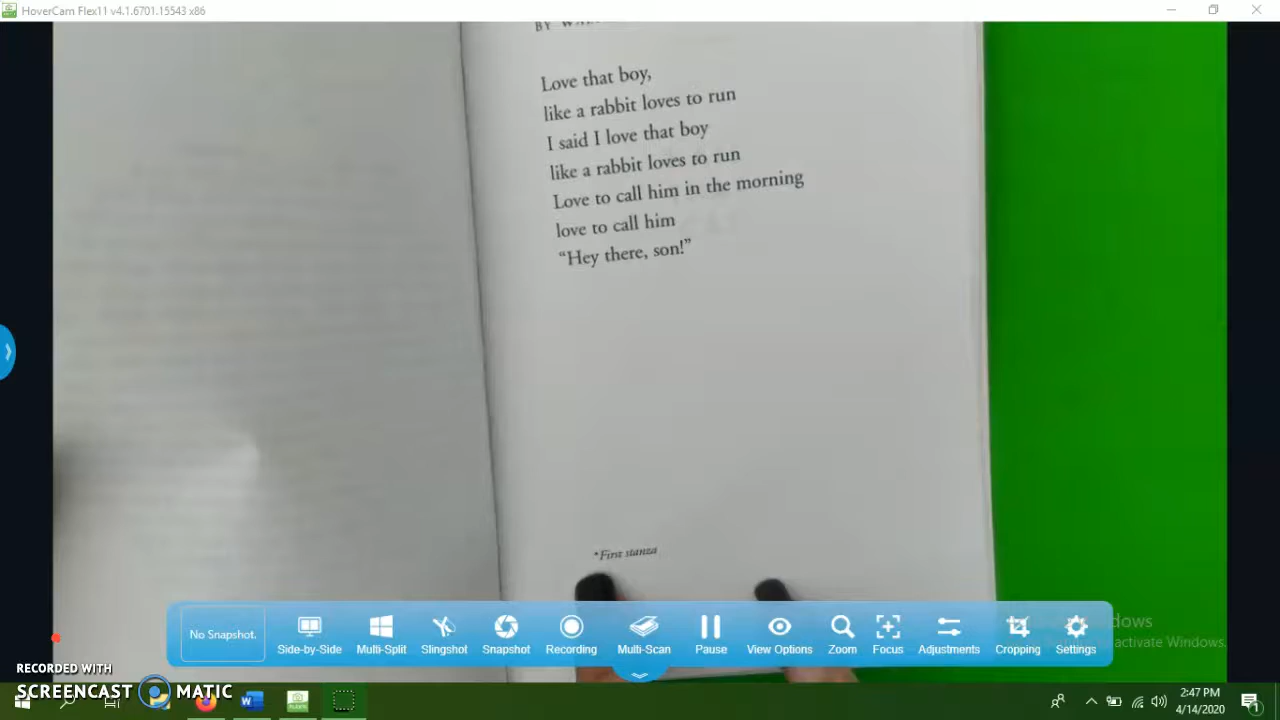 HoverCam Flex11 v4.1.6701.15543 x86
BY
Love that boy,
like a rabbit loves to run
I said I love that boy
like a rabbit loves to run
Love to call him in the morning
love to call him
“Hey there, son!”
*First stanza
No Snapshot.
Side-by-Side
Multi-Split
Slingshot
Snapshot
Recording
Multi-Scan
Pause
View Options
Zoom
Focus
Adjustments
Cropping
Settings
activate Windows.
RECORDED WITH
SCREENCAST MATIC
2:47 PM
4/14/2020